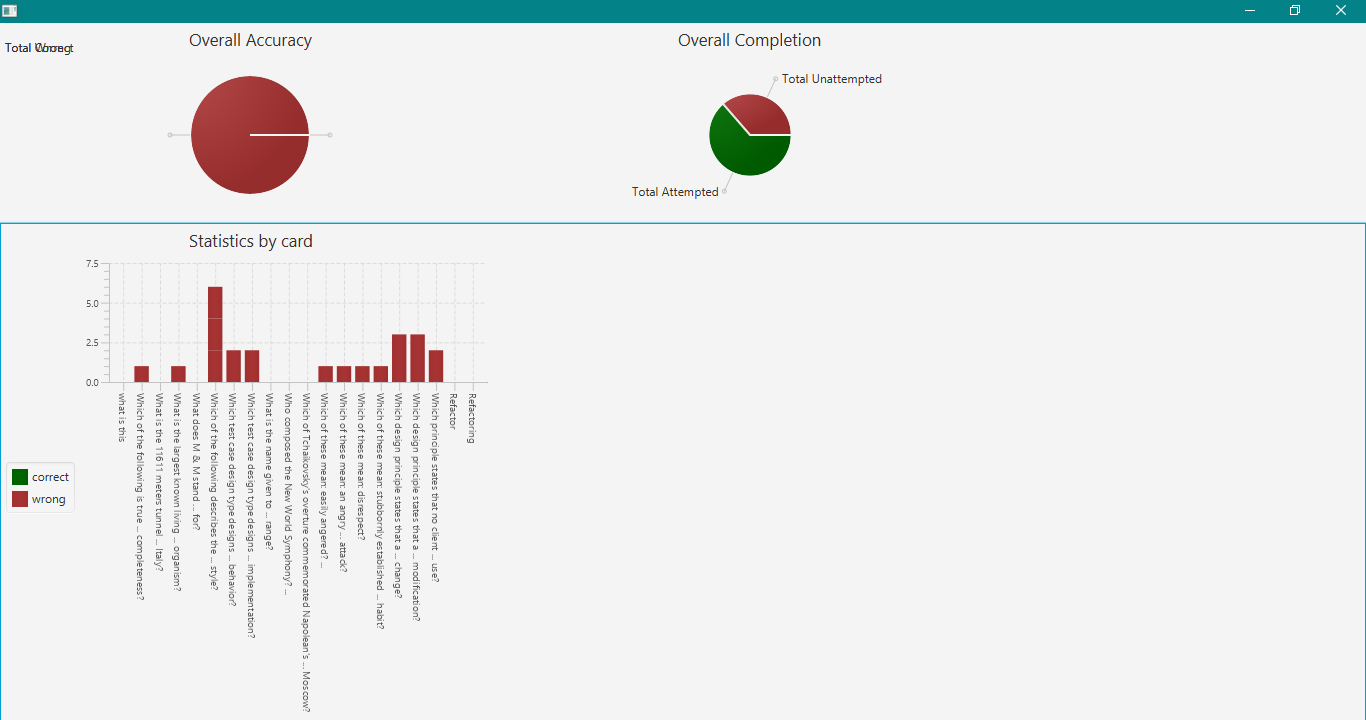 Overall Accuracy
Overall Completion
Total Unattempted
Total Attempted
Statistics by card
7.5
5.0
2.5
0.0
what is this
Which of the following is true ... completeness?
What is the 11611 meters tunnel ... Italy?
What is the largest known living ... organism?
What does M & M stand ... for?
Which of the following describes the ... style?
Which test case design type designs ... behavior?
Which test case design type designs ... implementation?
What is the name given to ... range?
Who composed the New World Symphony? ...
Which of Tchaikovsky's overture commemorated Napolean's ... Moscow?
Which of these mean: easily angered? ...
Which of these mean: an angry ... attack?
Which of these mean: disrespect?
Which of these mean: stubbornly established ... habit?
Which design principle states that a ... change?
Which design principle states that a ... modification?
Which principle states that no client ... use?
Refactor
Refactoring
correct
wrong